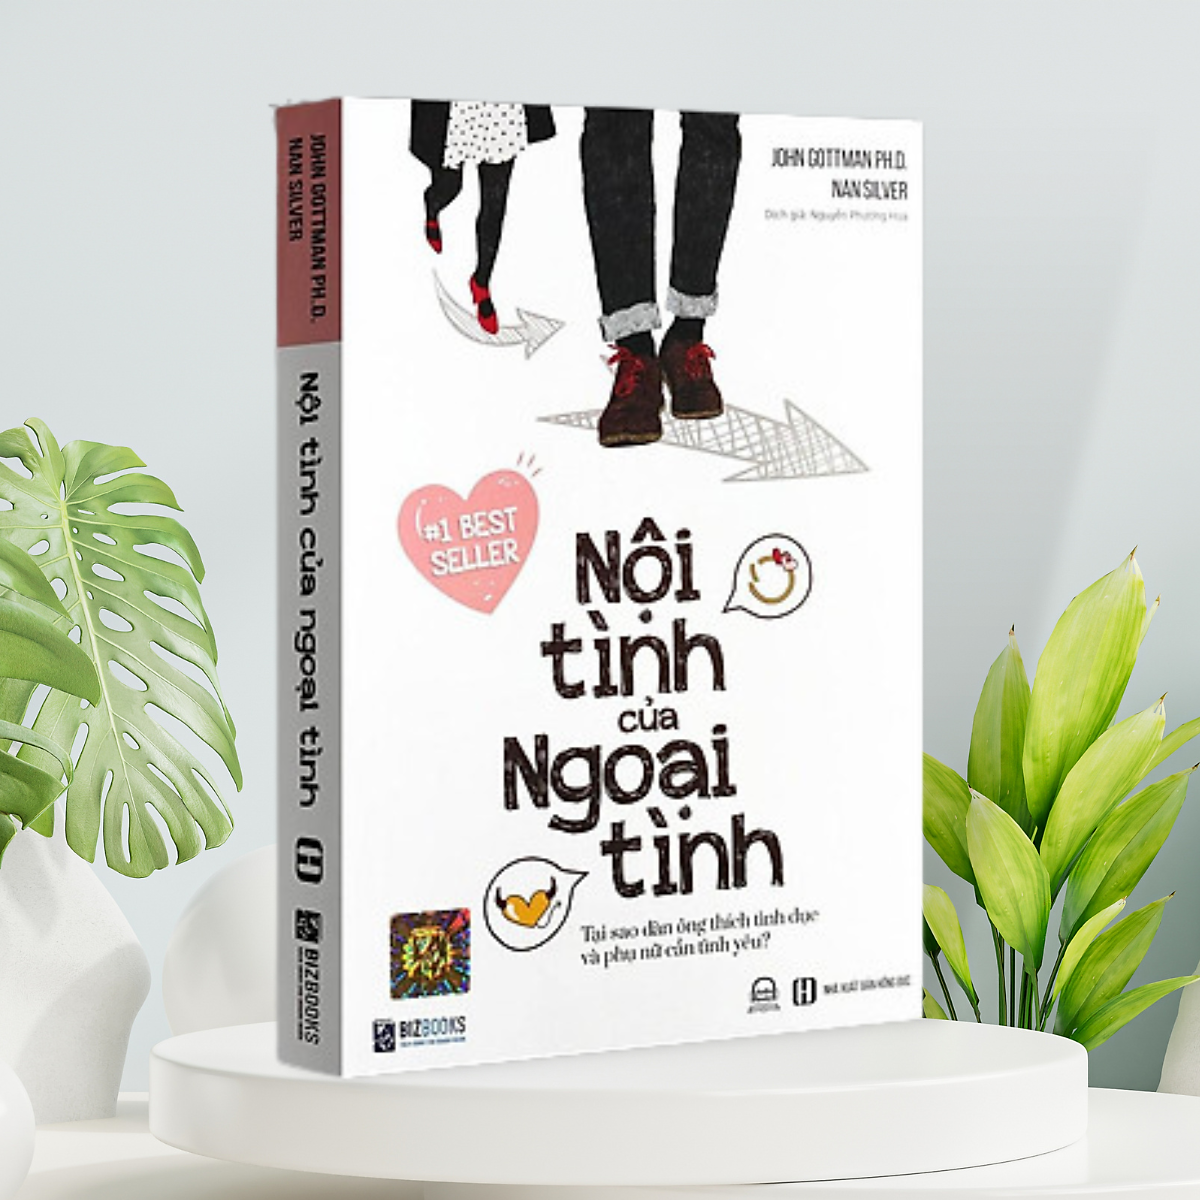 JOHN GOTTMAN PH.D.
NAN SILVER
Nội tình của ngoại tình
BIZBOOKS
JOHN GOTTMAN PH.D.
NAN SILVER
Dịch giả: Nguyễn Phương Hoa
#1 BEST
SELLER
Nội
tình
của
Ngoại
tình
Tại sao đàn ông thích tình dục
và phụ nữ cần tình yêu?
BIZBOOKS
NHÀ XUẤT BẢN HỒNG ĐỨC